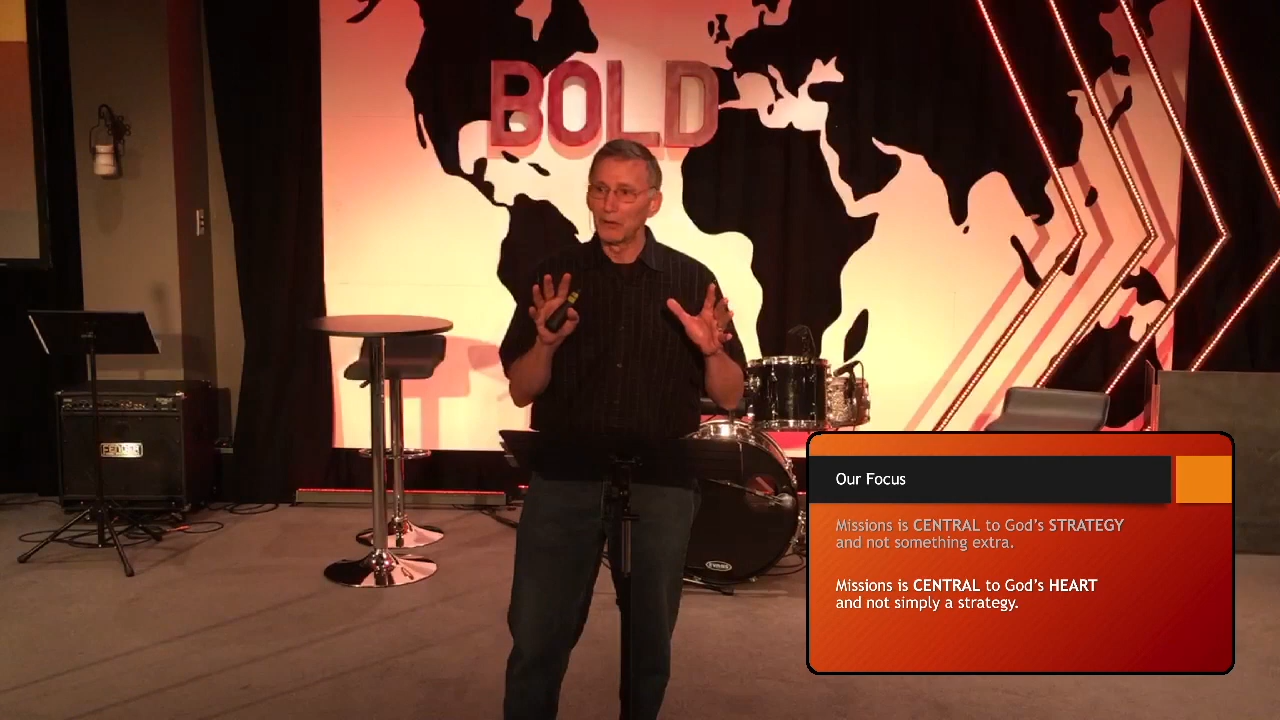 BOLD
FENDER
EVANS
Our Focus
Missions is CENTRAL to God's STRATEGY
and not something extra.
Missions is CENTRAL to God's HEART
and not simply a strategy.